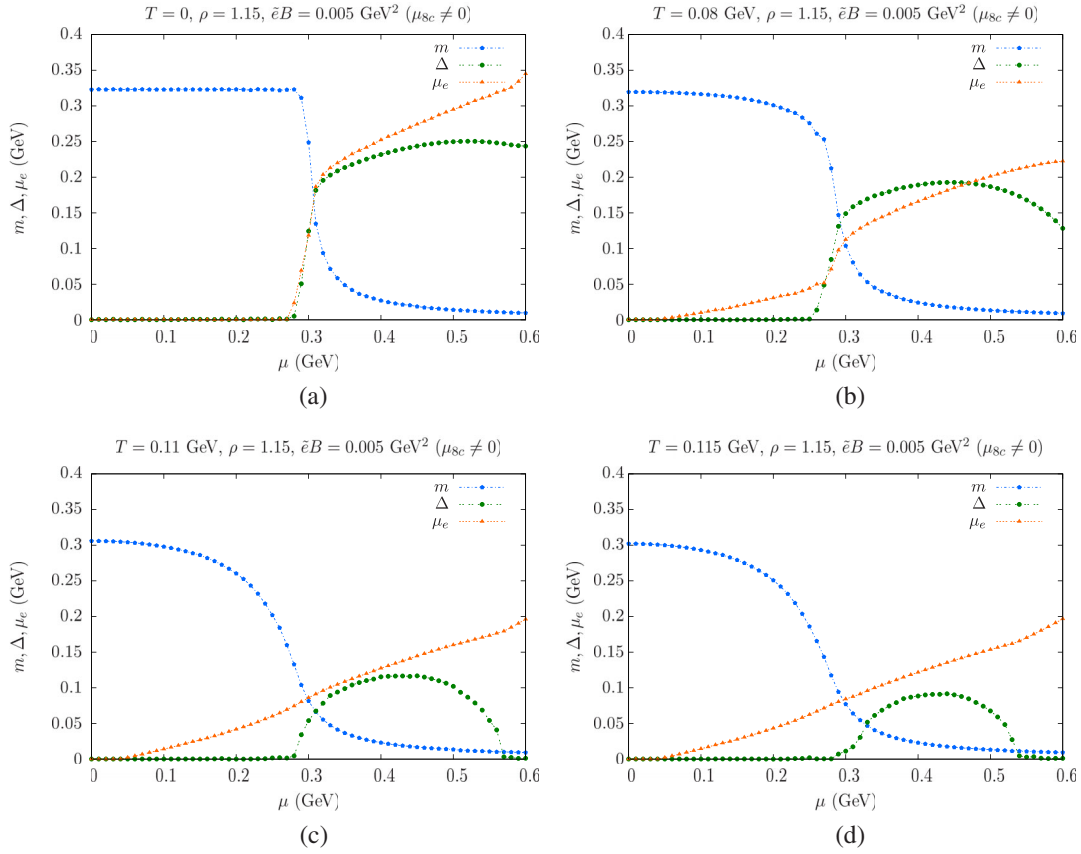 T = 0, ρ = 1.15, ẽB = 0.005 GeV² (μ₈c ≠ 0)
m
Δ
μₑ
0.4
0.35
0.3
0.25
0.2
0.15
0.1
0.05
0
m, Δ, μₑ (GeV)
0 0.1 0.2 0.3 0.4 0.5 0.6
μ (GeV)
(a)
T = 0.08 GeV, ρ = 1.15, ẽB = 0.005 GeV² (μ₈c ≠ 0)
m
Δ
μₑ
0.4
0.35
0.3
0.25
0.2
0.15
0.1
0.05
0
m, Δ, μₑ (GeV)
0 0.1 0.2 0.3 0.4 0.5 0.6
μ (GeV)
(b)
T = 0.11 GeV, ρ = 1.15, ẽB = 0.005 GeV² (μ₈c ≠ 0)
m
Δ
μₑ
0.4
0.35
0.3
0.25
0.2
0.15
0.1
0.05
0
m, Δ, μₑ (GeV)
0 0.1 0.2 0.3 0.4 0.5 0.6
μ (GeV)
(c)
T = 0.115 GeV, ρ = 1.15, ẽB = 0.005 GeV² (μ₈c ≠ 0)
m
Δ
μₑ
0.4
0.35
0.3
0.25
0.2
0.15
0.1
0.05
0
m, Δ, μₑ (GeV)
0 0.1 0.2 0.3 0.4 0.5 0.6
μ (GeV)
(d)